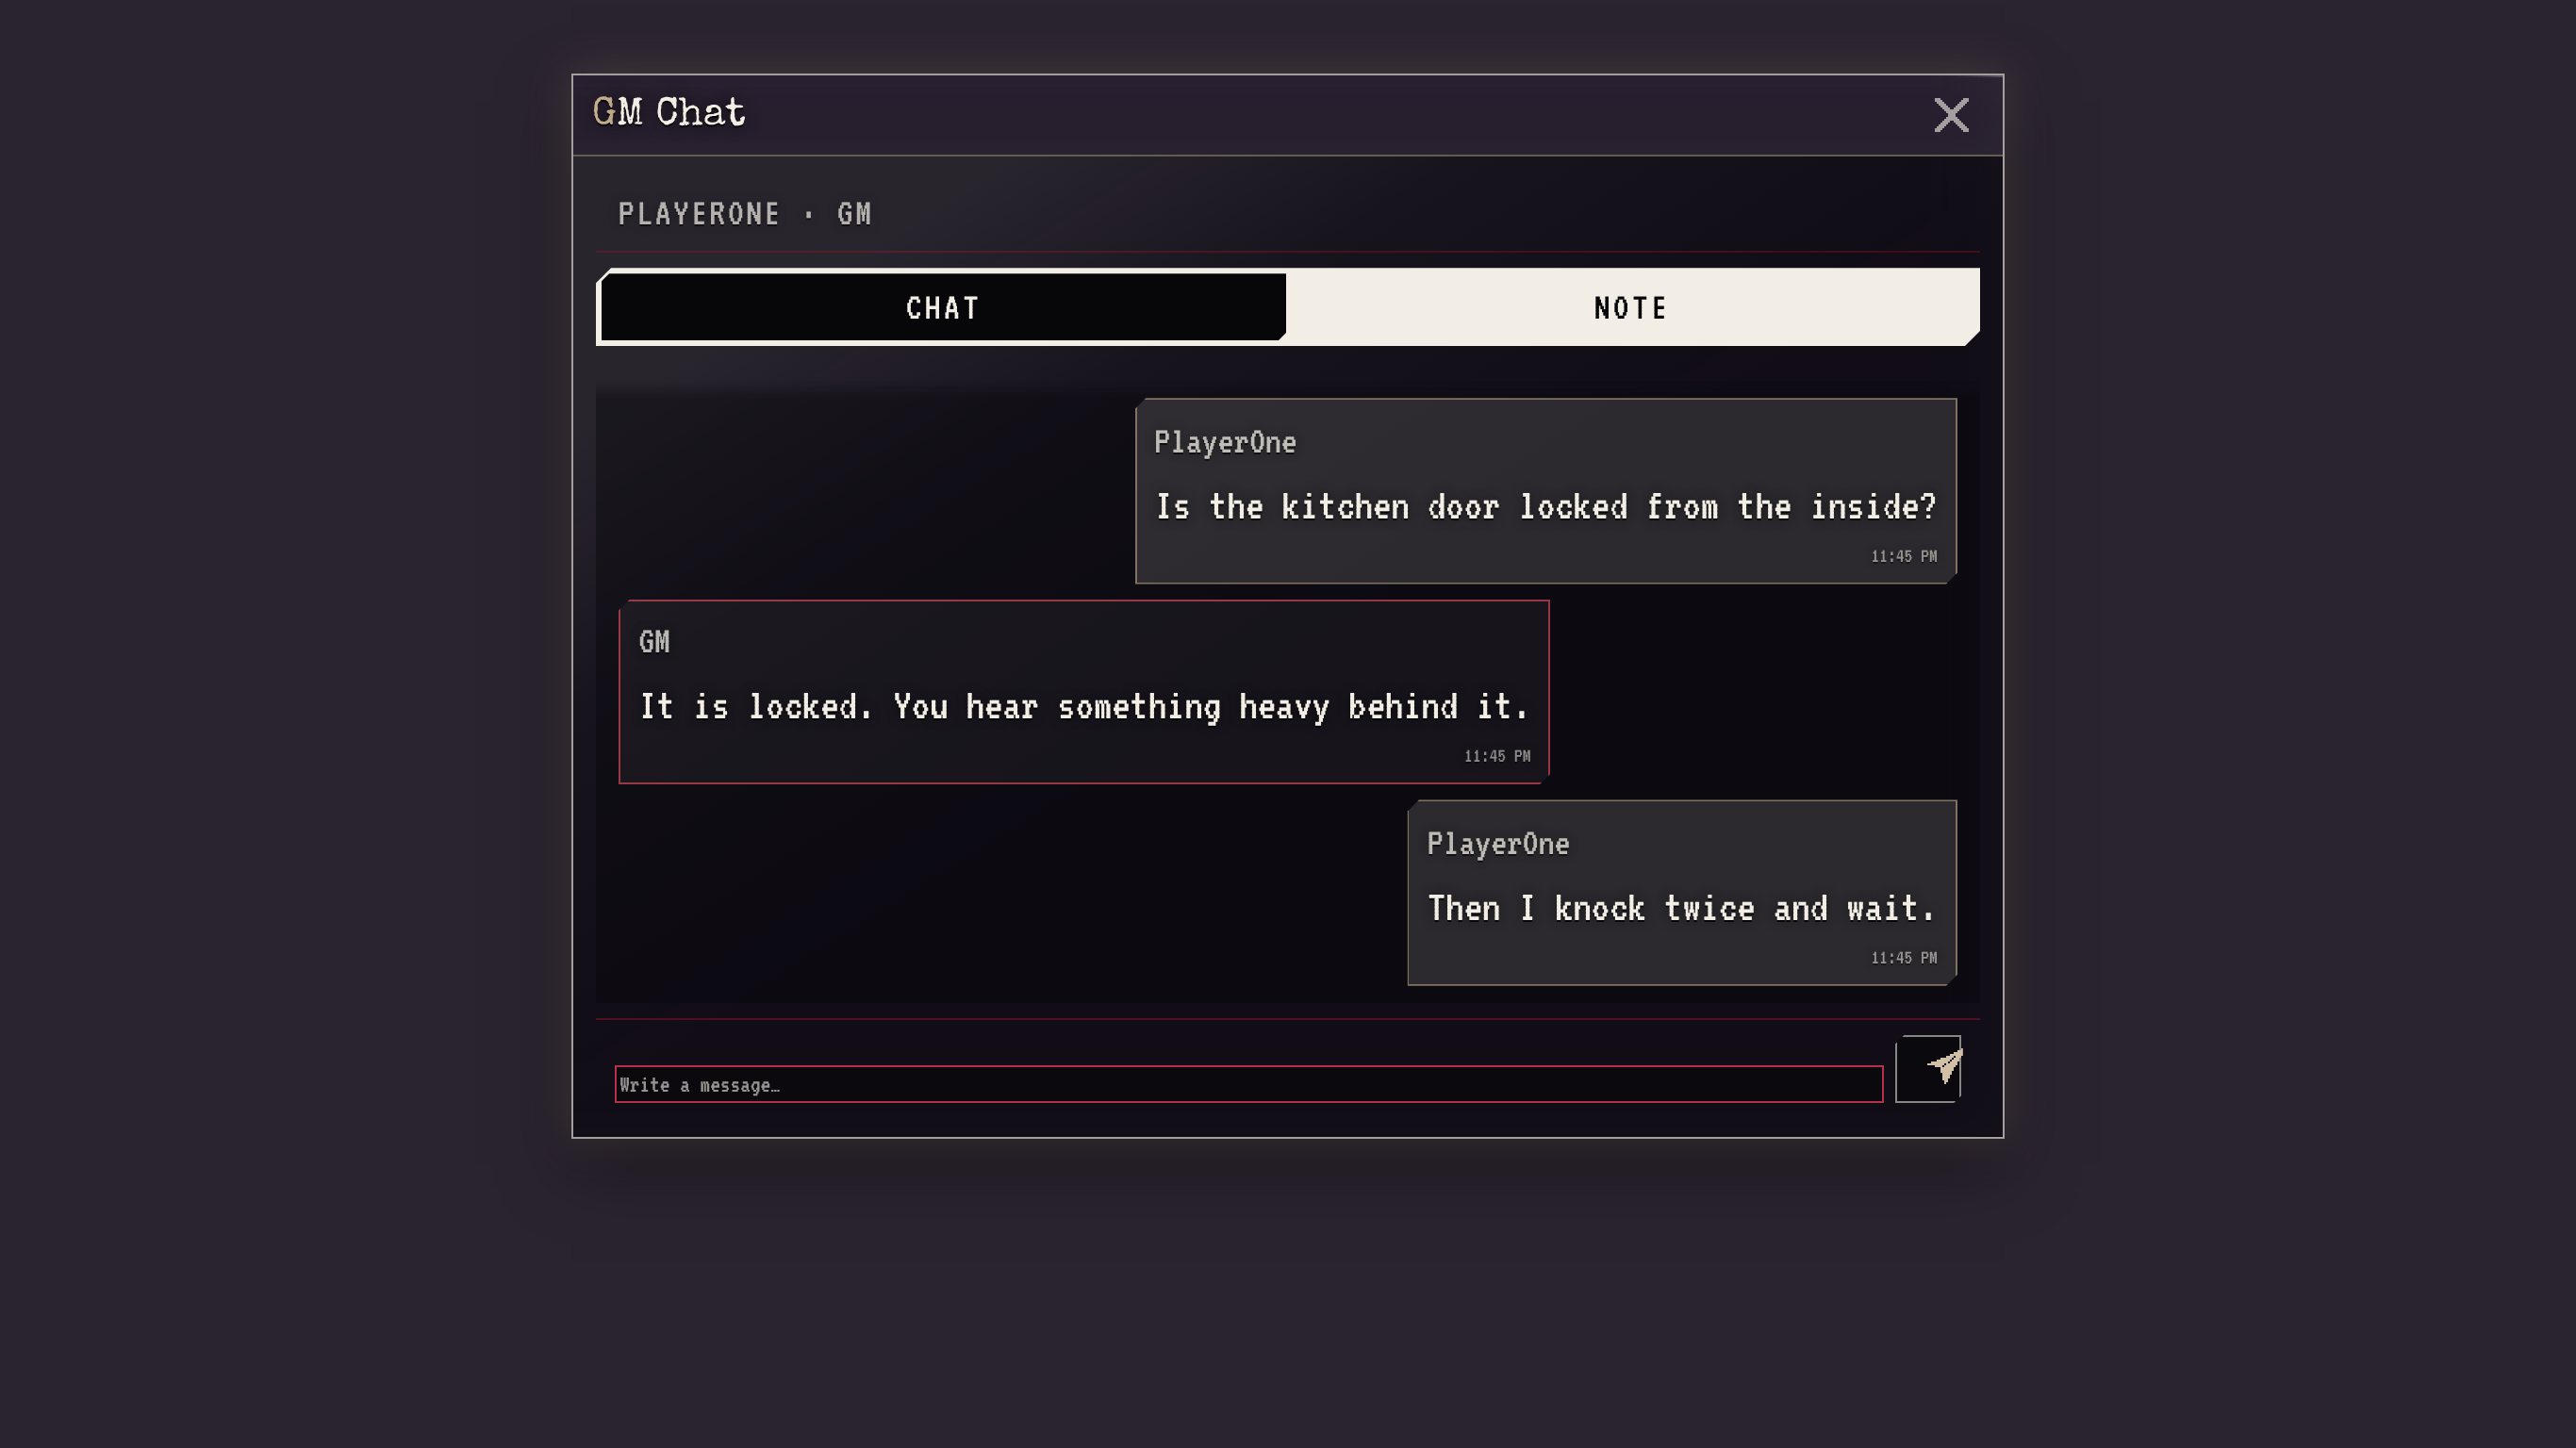 GM Chat
PLAYERONE · GM
CHAT
NOTE
PlayerOne
Is the kitchen door locked from the inside?
11:45 PM
GM
It is locked. You hear something heavy behind it.
11:45 PM
PlayerOne
Then I knock twice and wait.
11:45 PM
Write a message…